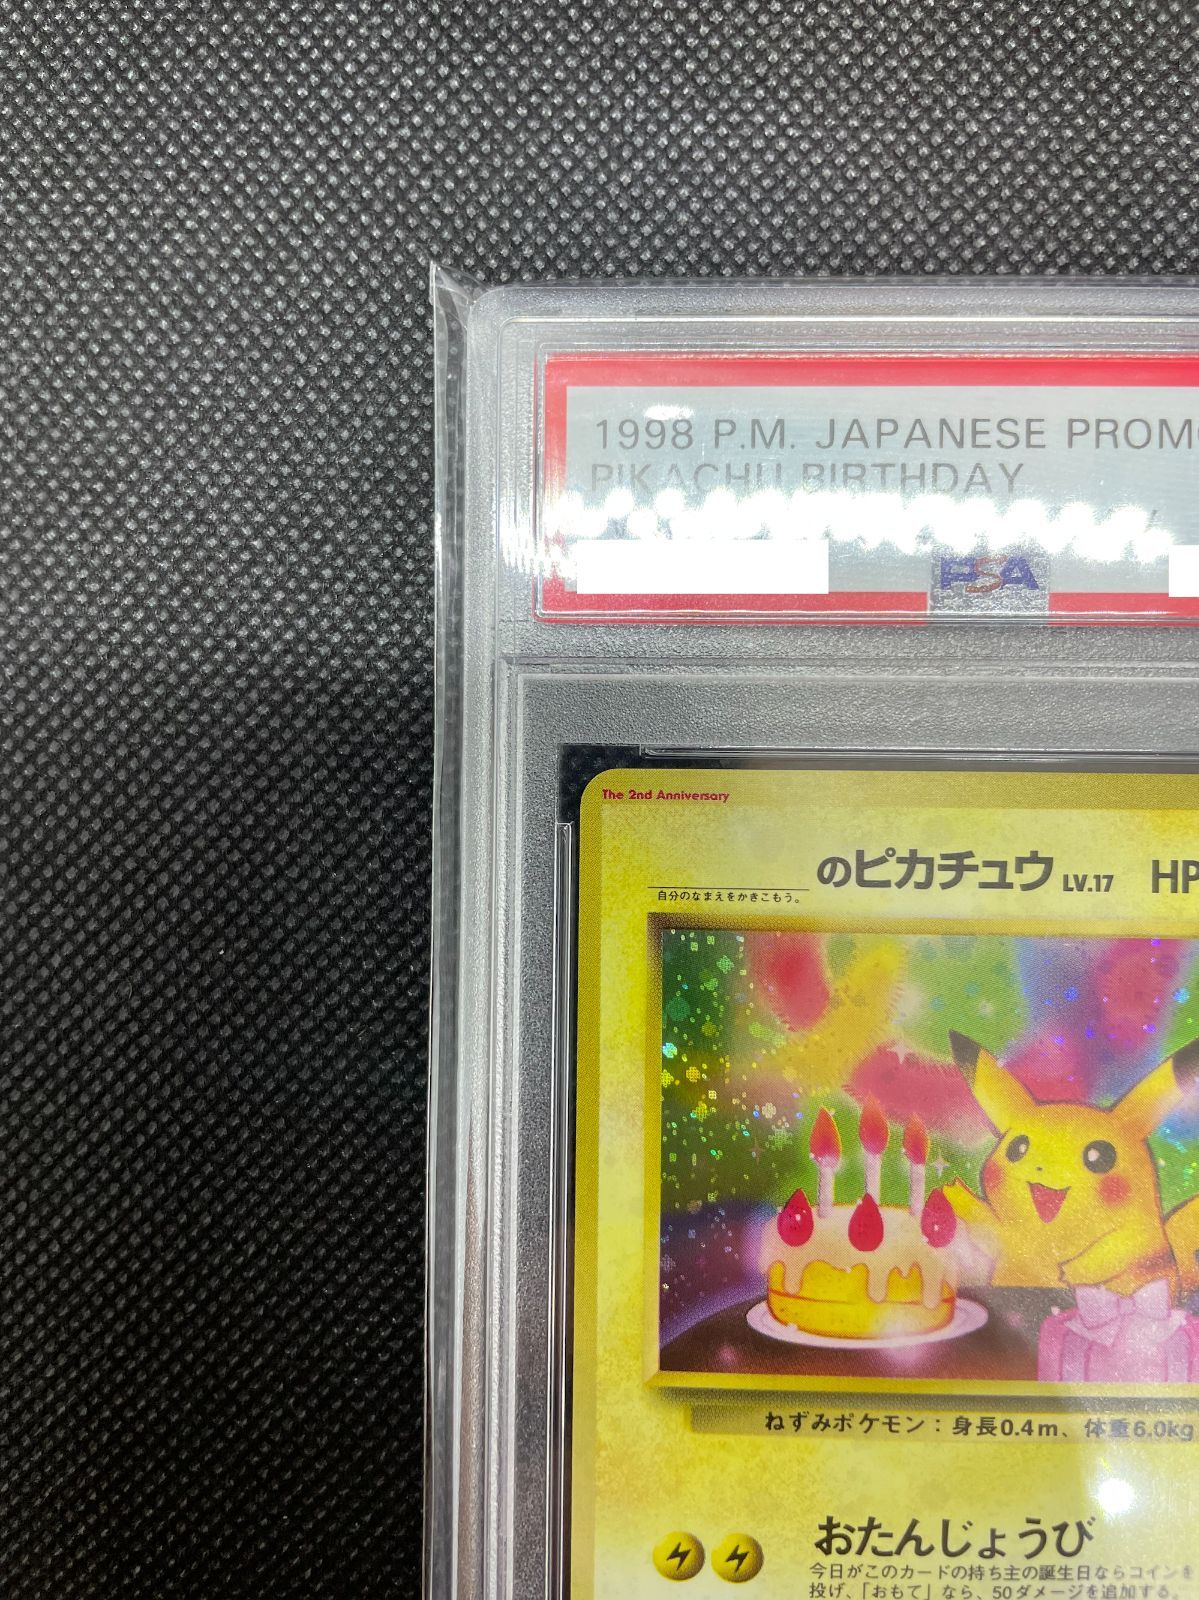 1998 P.M. JAPANESE PROMO
PIKACHU BIRTHDAY
PSA
The 2nd Anniversary
のピカチュウ LV.17 HP
自分のなまえをかきこもう。
ねずみポケモン：身長0.4m、体重6.0kg
おたんじょうび
今日がこのカードの持ち主の誕生日ならコインを
投げ、「おもて」なら、50ダメージを追加する。